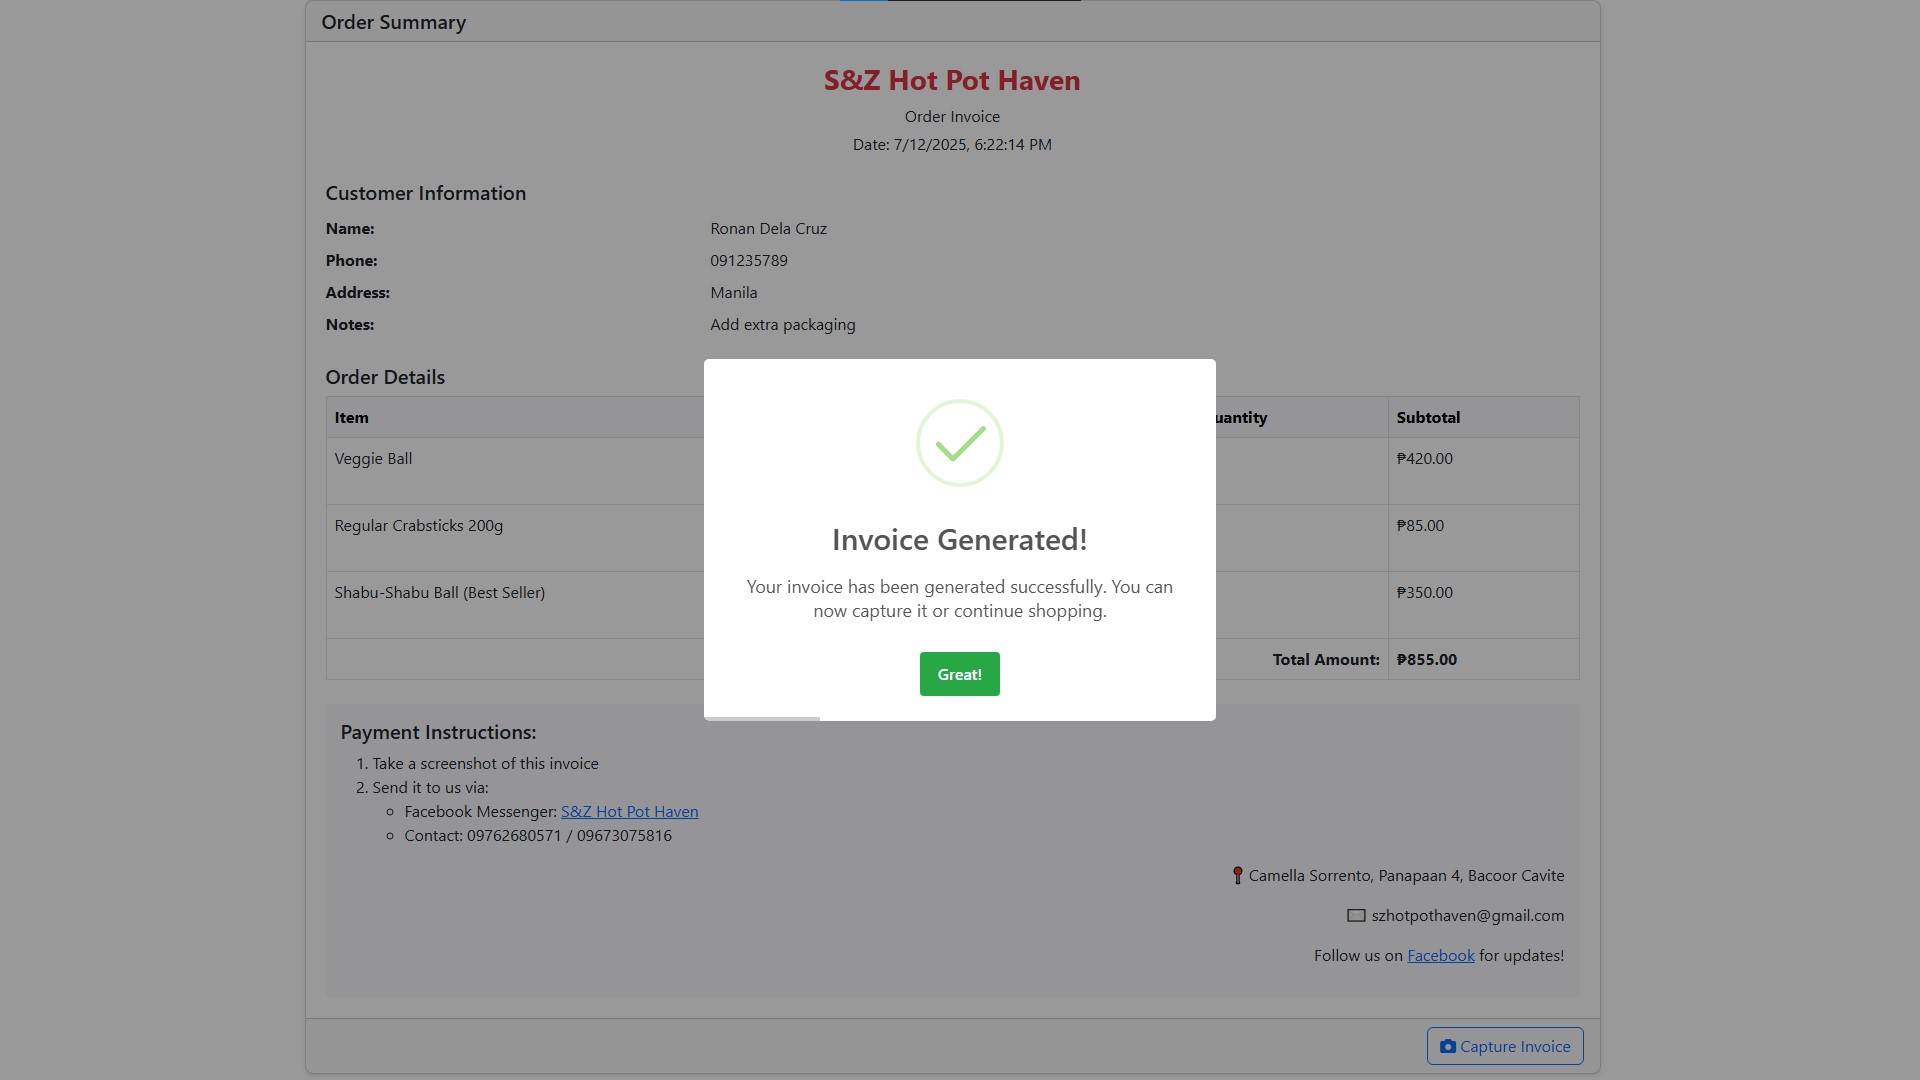 Order Summary
S&Z Hot Pot Haven
Order Invoice
Date: 7/12/2025, 6:22:14 PM
Customer Information
Name: Ronan Dela Cruz
Phone: 091235789
Address: Manila
Notes: Add extra packaging
Order Details
Item Subtotal
Veggie Ball ₱420.00
Regular Crabsticks 200g ₱85.00
Shabu-Shabu Ball (Best Seller) ₱350.00
Total Amount: ₱855.00
Invoice Generated!
Your invoice has been generated successfully. You can
now capture it or continue shopping.
Great!
Payment Instructions:
1. Take a screenshot of this invoice
2. Send it to us via:
Facebook Messenger: S&Z Hot Pot Haven
Contact: 09762680571 / 09673075816
Camella Sorrento, Panapaan 4, Bacoor Cavite
szhotpothaven@gmail.com
Follow us on Facebook for updates!
Capture Invoice